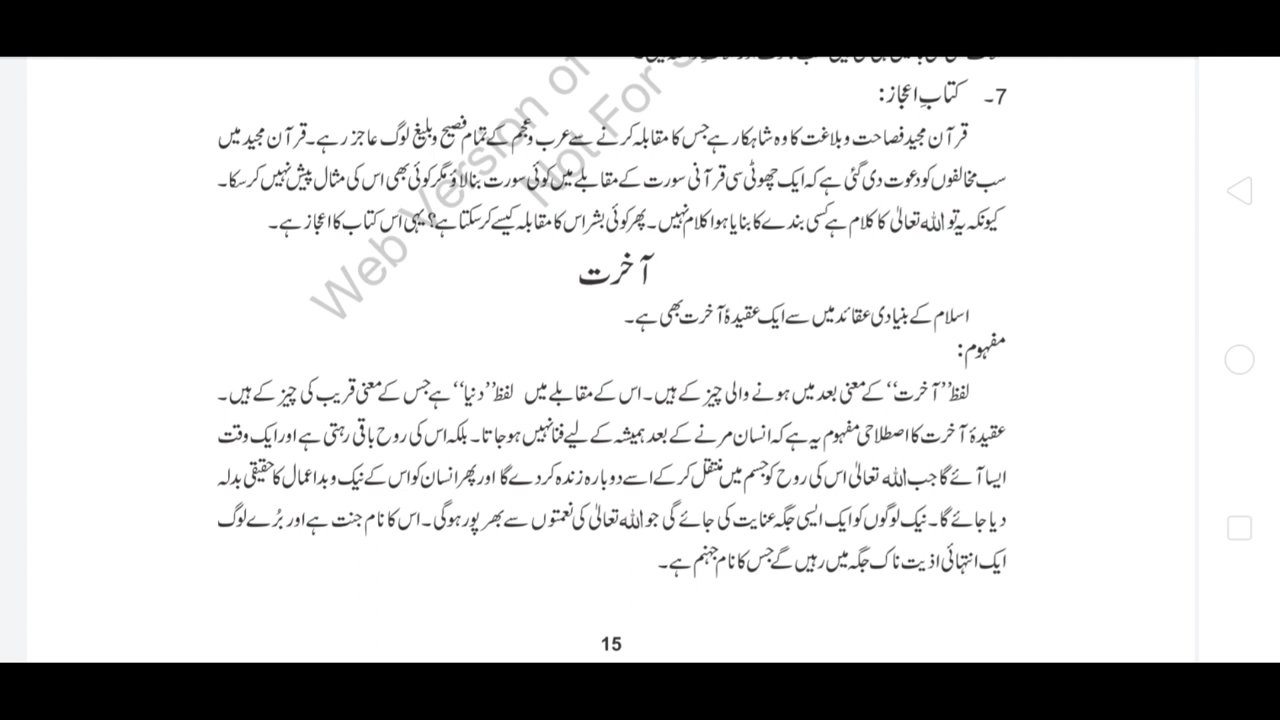 7۔ کتابِ اعجاز:
قرآن مجید فصاحت و بلاغت کا وہ شاہکار ہے جس کا مقابلہ کرنے سے عرب و عجم کے تمام فصیح و بلیغ لوگ عاجز رہے۔ قرآن مجید میں
سب مخالفوں کو دعوت دی گئی ہے کہ ایک چھوٹی سی قرآنی سورت کے مقابلے میں کوئی سورت بنا لاؤ مگر کوئی بھی اس کی مثال پیش نہیں کر سکا۔
کیونکہ یہ تو اللہ تعالیٰ کا کلام ہے کسی بندے کا بنایا ہوا کلام نہیں۔ پھر کوئی بشر اس کا مقابلہ کیسے کر سکتا ہے؟ یہی اس کتاب کا اعجاز ہے۔
آخرت
اسلام کے بنیادی عقائد میں سے ایک عقیدۂ آخرت بھی ہے۔
مفہوم:
لفظ ’’آخرت‘‘ کے معنی بعد میں ہونے والی چیز کے ہیں۔ اس کے مقابلے میں لفظ ’’دنیا‘‘ ہے جس کے معنی قریب کی چیز کے ہیں۔
عقیدۂ آخرت کا اصطلاحی مفہوم یہ ہے کہ انسان مرنے کے بعد ہمیشہ کے لیے فنا نہیں ہو جاتا۔ بلکہ اس کی روح باقی رہتی ہے اور ایک وقت
ایسا آئے گا جب اللہ تعالیٰ اس کی روح کو جسم میں منتقل کر کے اسے دوبارہ زندہ کر دے گا اور پھر انسان کو اس کے نیک و بد اعمال کا حقیقی بدلہ
دیا جائے گا۔ نیک لوگوں کو ایک ایسی جگہ عنایت کی جائے گی جو اللہ تعالیٰ کی نعمتوں سے بھر پور ہوگی۔ اس کا نام جنت ہے اور بُرے لوگ
ایک انتہائی اذیت ناک جگہ میں رہیں گے جس کا نام جہنم ہے۔
15
Web Version of
Not For S